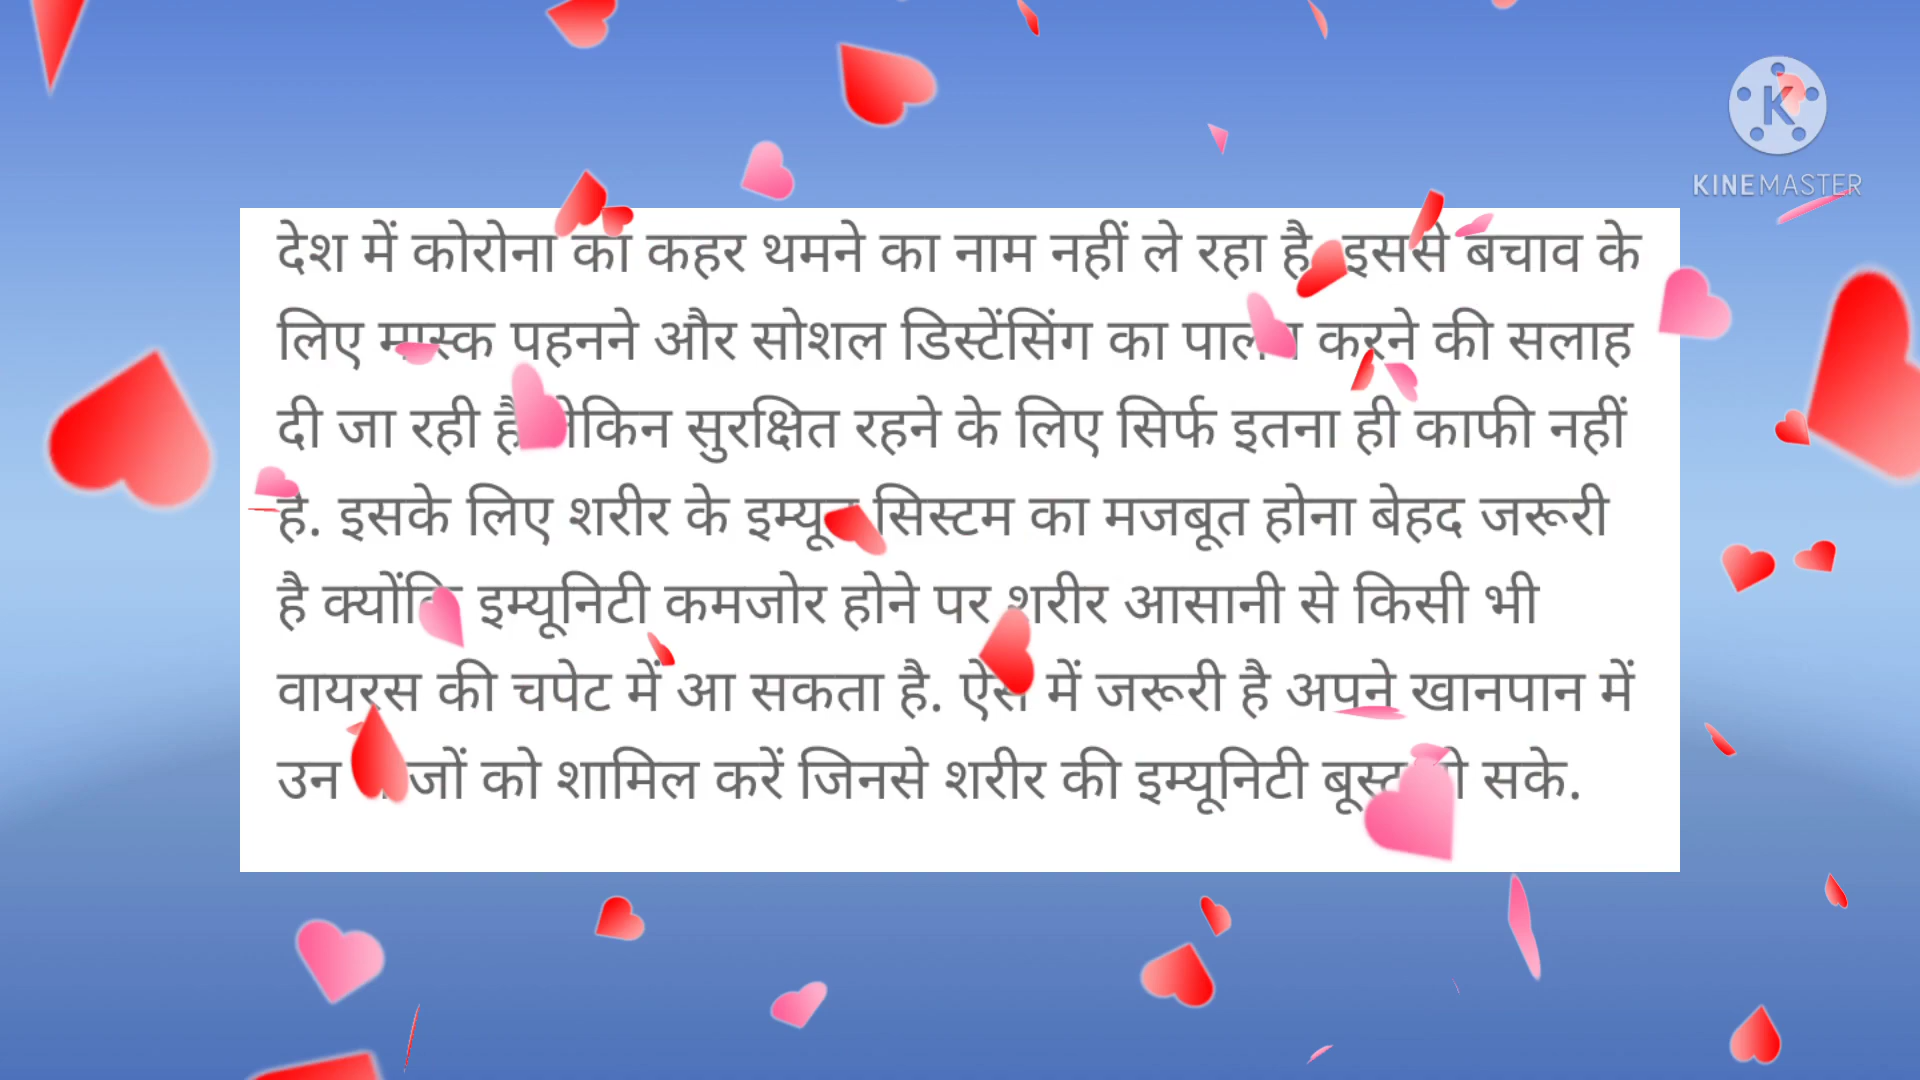 KINEMASTER
देश में कोरोना का कहर थमने का नाम नहीं ले रहा है. इससे बचाव के
लिए मास्क पहनने और सोशल डिस्टेंसिंग का पालन करने की सलाह
दी जा रही है लेकिन सुरक्षित रहने के लिए सिर्फ इतना ही काफी नहीं
है. इसके लिए शरीर के इम्यून सिस्टम का मजबूत होना बेहद जरूरी
है क्योंकि इम्यूनिटी कमजोर होने पर शरीर आसानी से किसी भी
वायरस की चपेट में आ सकता है. ऐसे में जरूरी है अपने खानपान में
उन को शामिल करें जिनसे शरीर की इम्यूनिटी बूस्ट सके.